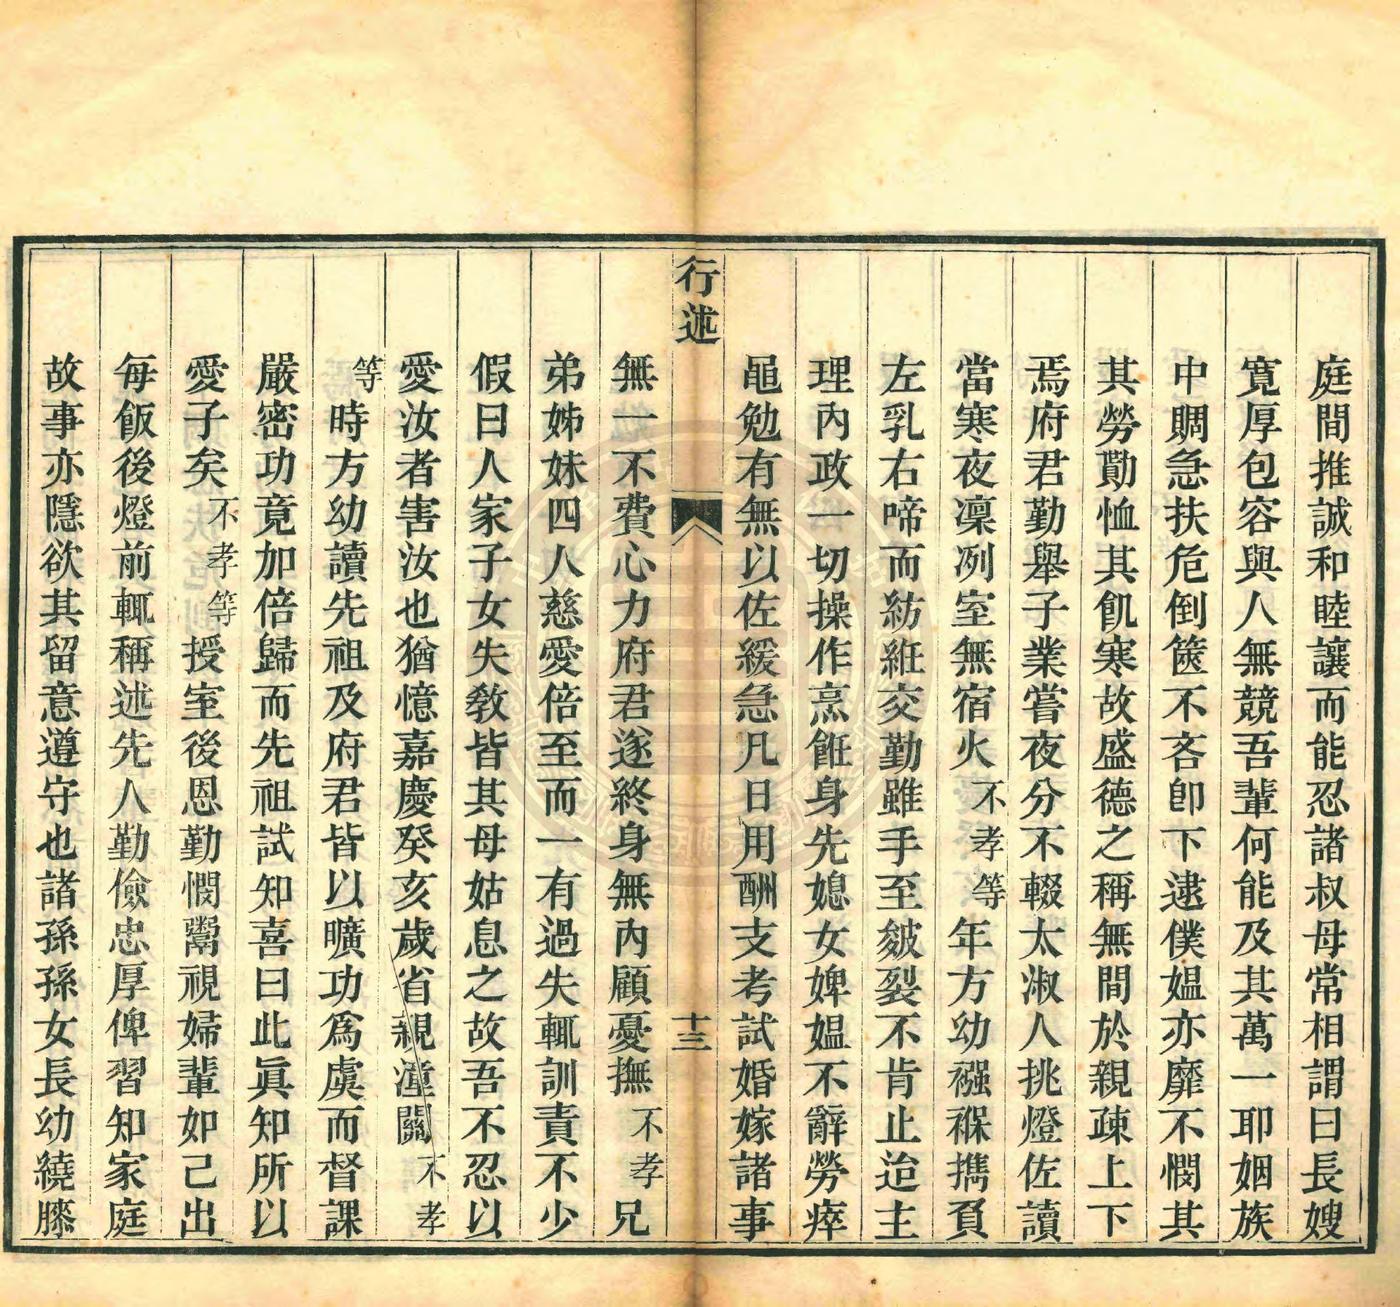 庭間推誠和睦讓而能忍諸叔母常相謂曰長嫂
寬厚包容與人無競吾輩何能及其萬一耶姻族
中賙急扶危倒篋不吝卽下逮僕媼亦靡不憫其
其勞勩恤其飢寒故盛德之稱無間於親疎上下
焉府君勤舉子業嘗夜分不輟太淑人挑燈佐讀
當寒夜凜冽室無宿火不孝等年方幼襁褓携負
左乳右啼而紡絍交勤雖手至皴裂不肯止迨主
理內政一切操作烹飪身先媳女婢媼不辭勞瘁
黽勉有無以佐緩急凡日用酬支考試婚嫁諸事
行述
十三
無一不費心力府君遂終身無內顧憂撫不孝兄
弟姊妹四人慈愛倍至而一有過失輒訓責不少
假曰人家子女失教皆其母姑息之故吾不忍以
愛汝者害汝也猶憶嘉慶癸亥歲省親潼關不孝
等時方幼讀先祖及府君皆以曠功爲虞而督課
嚴密功竟加倍歸而先祖試知喜曰此眞知所以
愛子矣不孝等授室後恩勤憫鬻視婦輩如己出
每飯後燈前輒稱述先人勤儉忠厚俾習知家庭
故事亦隱欲其留意遵守也諸孫孫女長幼繞膝